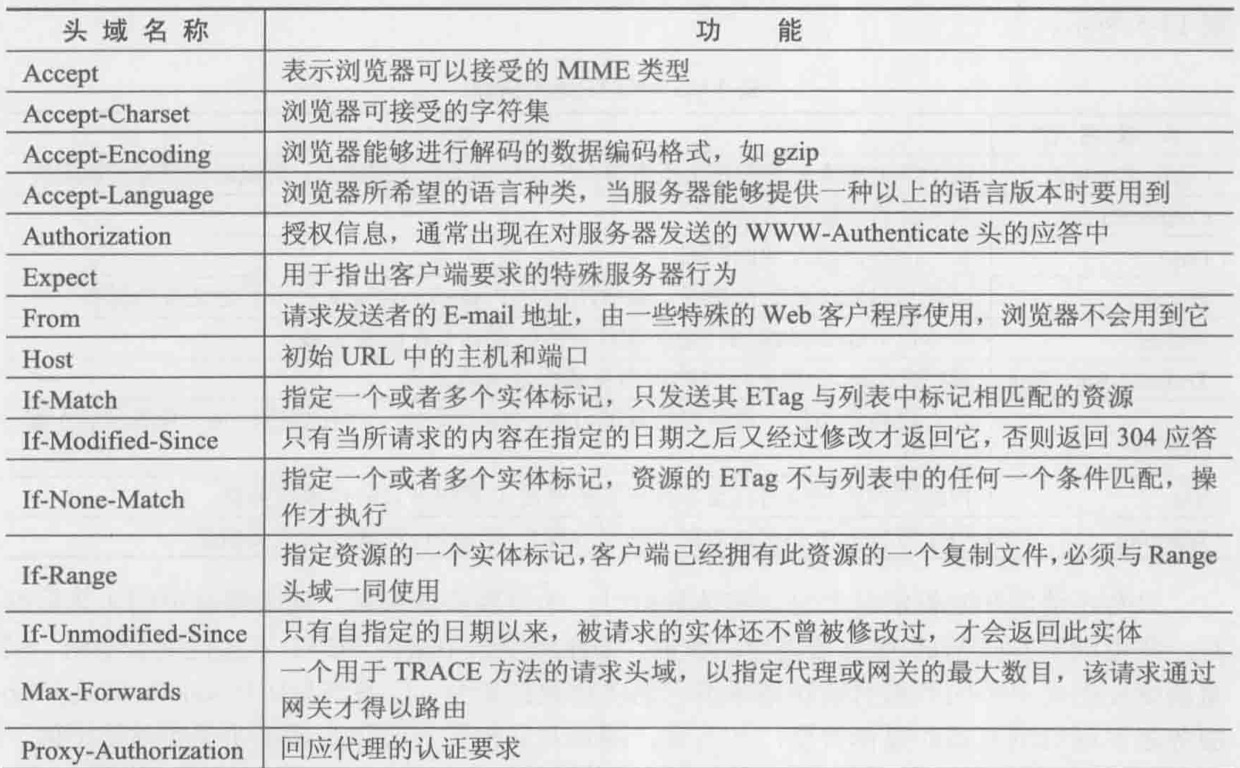 头域名称 功能
Accept 表示浏览器可以接受的 MIME 类型
Accept-Charset 浏览器可接受的字符集
Accept-Encoding 浏览器能够进行解码的数据编码格式，如 gzip
Accept-Language 浏览器所希望的语言种类，当服务器能够提供一种以上的语言版本时要用到
Authorization 授权信息，通常出现在对服务器发送的 WWW-Authenticate 头的应答中
Expect 用于指出客户端要求的特殊服务器行为
From 请求发送者的 E-mail 地址，由一些特殊的 Web 客户程序使用，浏览器不会用到它
Host 初始 URL 中的主机和端口
If-Match 指定一个或者多个实体标记，只发送其 ETag 与列表中标记相匹配的资源
If-Modified-Since 只有当所请求的内容在指定的日期之后又经过修改才返回它，否则返回 304 应答
If-None-Match 指定一个或者多个实体标记，资源的 ETag 不与列表中的任何一个条件匹配，操
作才执行
If-Range 指定资源的一个实体标记，客户端已经拥有此资源的一个复制文件，必须与 Range
头域一同使用
If-Unmodified-Since 只有自指定的日期以来，被请求的实体还不曾被修改过，才会返回此实体
Max-Forwards 一个用于 TRACE 方法的请求头域，以指定代理或网关的最大数目，该请求通过
网关才得以路由
Proxy-Authorization 回应代理的认证要求